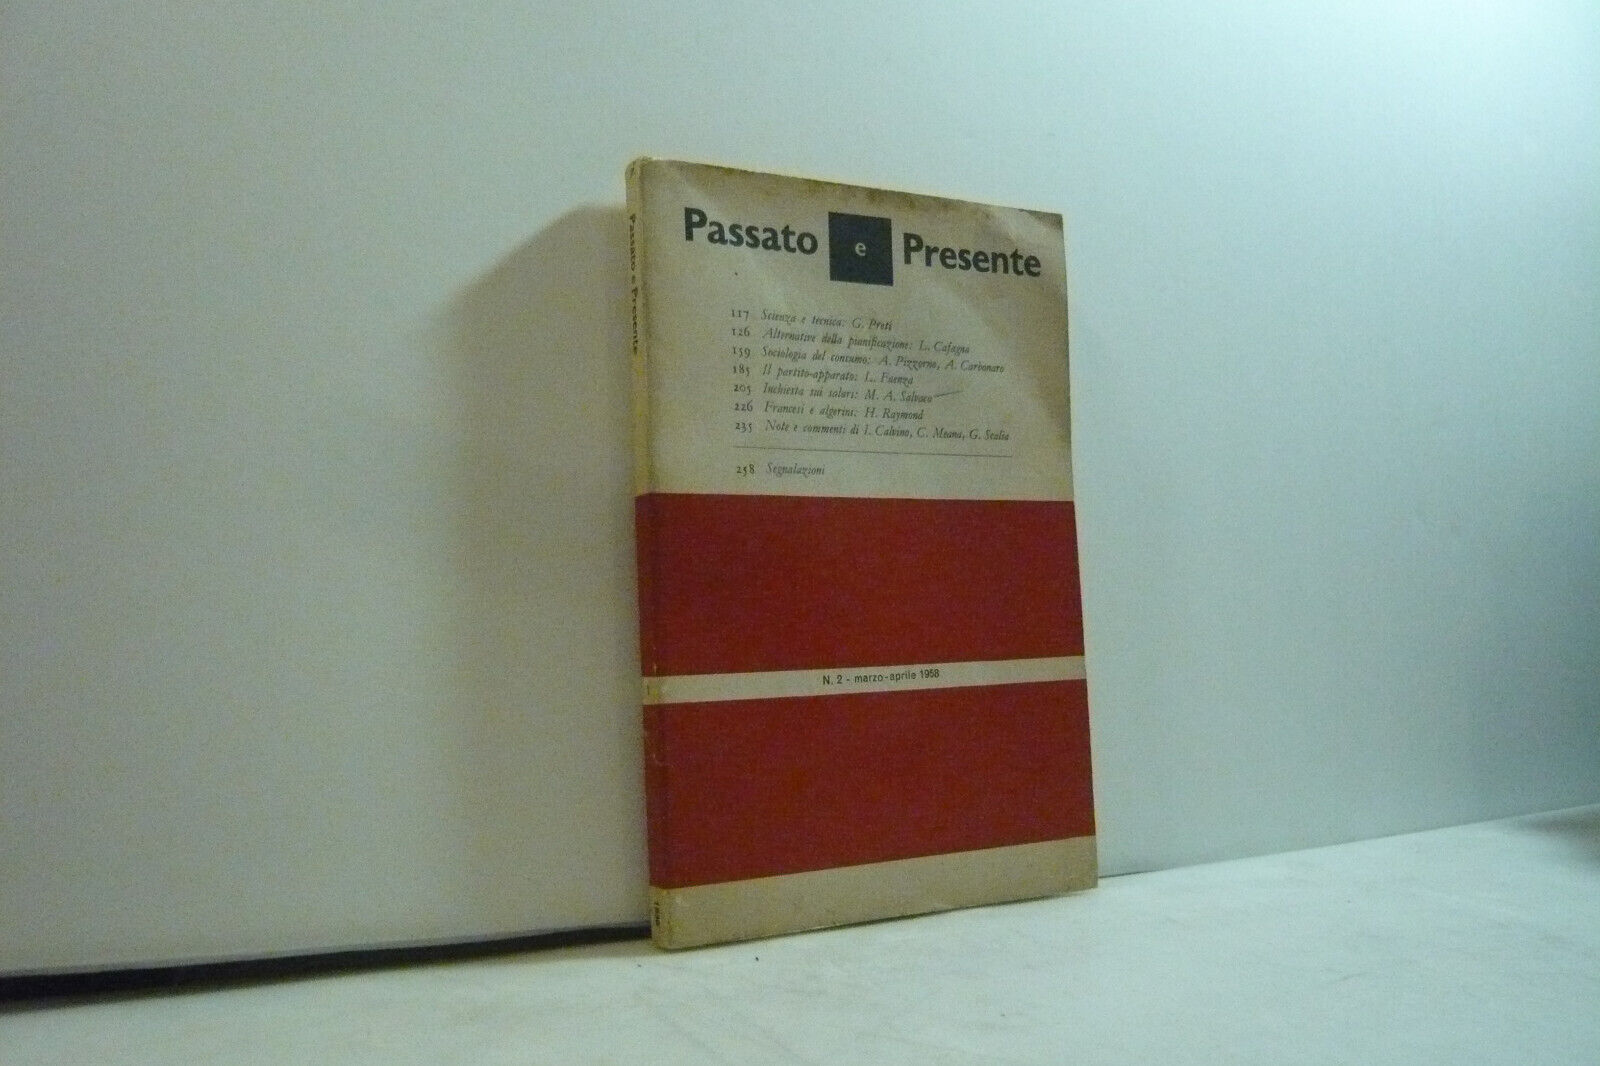 Passato e Presente
117 Scienza e tecnica: G. Preti
126 Alternative della pianificazione: L. Cafagna
159 Sociologia del consumo: A. Pizzorno, A. Carbonaro
185 Il partito-apparato: L. Faenza
205 Inchiesta sui salari: M. A. Salvaco
226 Francesi e algerini: H. Raymond
235 Note e commenti di I. Calvino, C. Meana, G. Scalia
258 Segnalazioni
N. 2 - marzo-aprile 1958
Passato e Presente